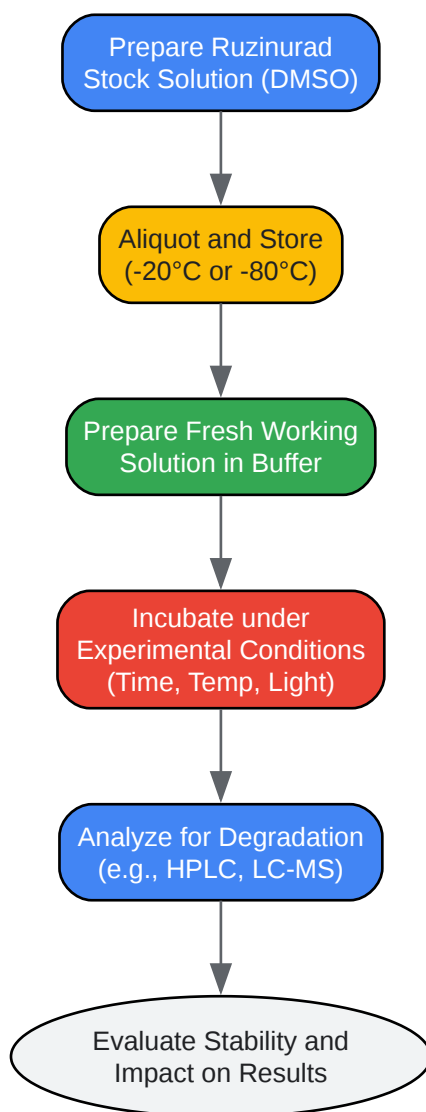 Prepare Ruzinurad
Stock Solution (DMSO)
Aliquot and Store
(-20°C or -80°C)
Prepare Fresh Working
Solution in Buffer
Incubate under
Experimental Conditions
(Time, Temp, Light)
Analyze for Degradation
(e.g., HPLC, LC-MS)
Evaluate Stability and
Impact on Results